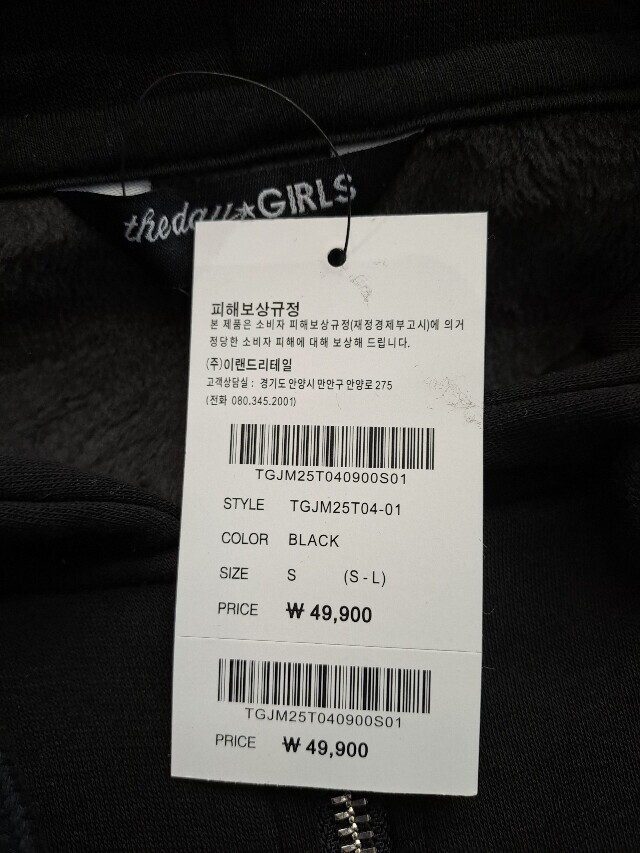 theday★GIRLS
피해보상규정
본 제품은 소비자 피해보상규정(재정경제부고시)에 의거
정당한 소비자 피해에 대해 보상해 드립니다.
(주)이랜드리테일
고객상담실 : 경기도 안양시 만안구 안양로 275
(전화 080.345.2001)
TGJM25T040900S01
STYLE TGJM25T04-01
COLOR BLACK
SIZE S (S-L)
PRICE ₩ 49,900
TGJM25T040900S01
PRICE ₩ 49,900